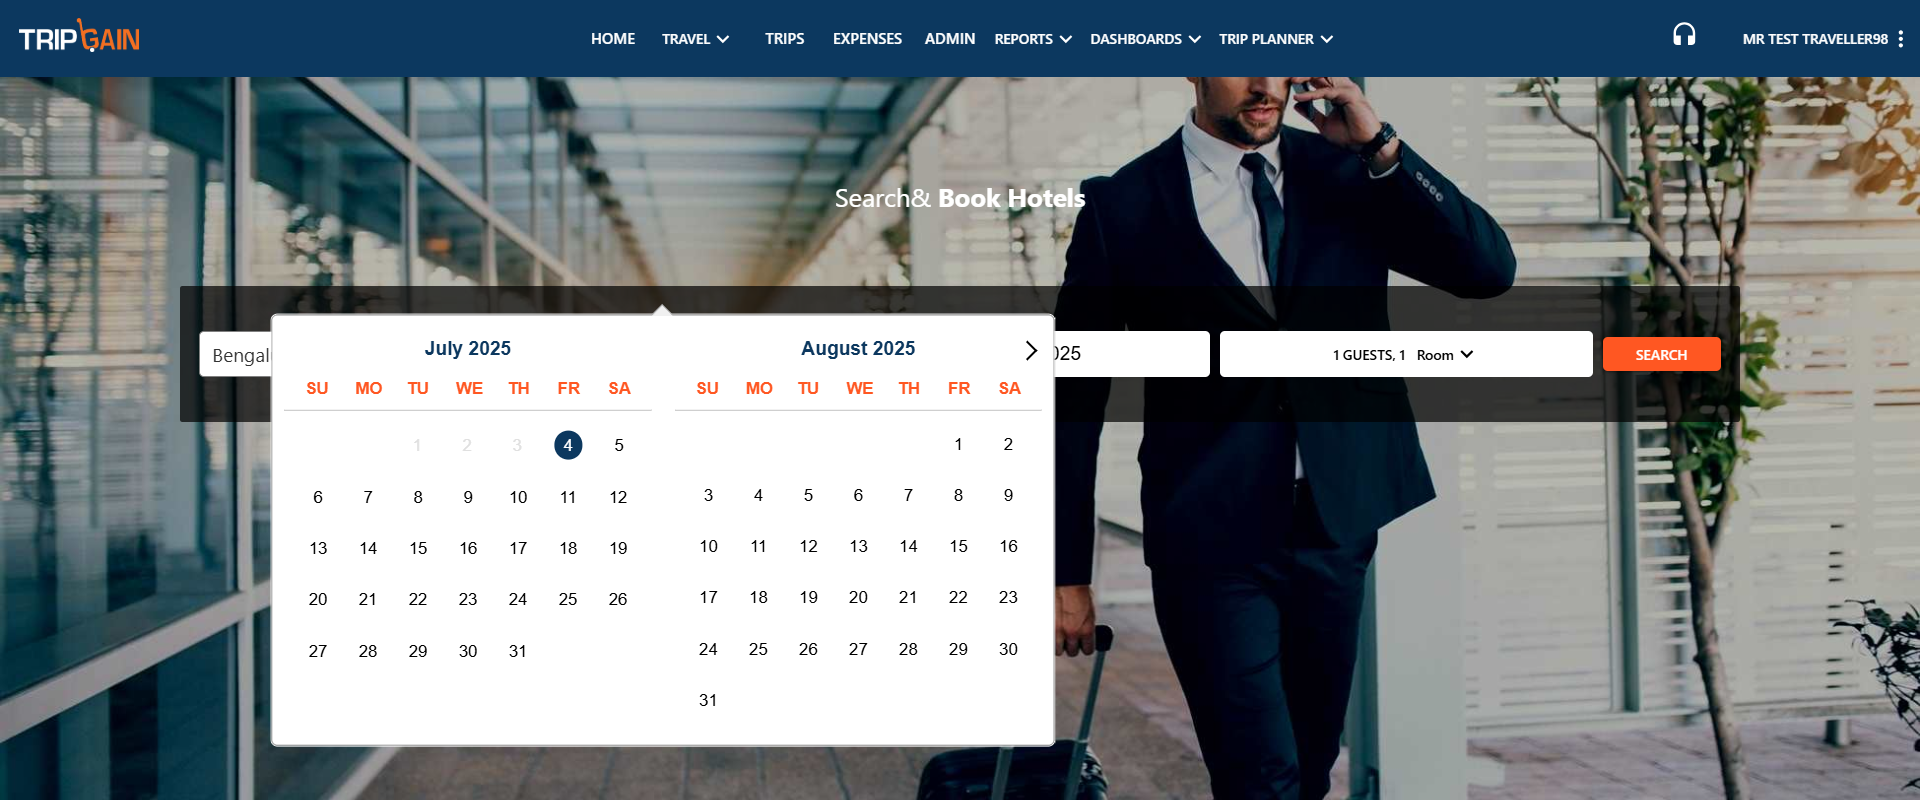 TRIPGAIN
HOME TRAVEL TRIPS EXPENSES ADMIN REPORTS DASHBOARDS TRIP PLANNER
MR TEST TRAVELLER98
Search& Book Hotels
Bengal
025
1 GUESTS, 1 Room
SEARCH
July 2025
SU MO TU WE TH FR SA
1 2 3 4 5
6 7 8 9 10 11 12
13 14 15 16 17 18 19
20 21 22 23 24 25 26
27 28 29 30 31
August 2025
SU MO TU WE TH FR SA
1 2
3 4 5 6 7 8 9
10 11 12 13 14 15 16
17 18 19 20 21 22 23
24 25 26 27 28 29 30
31